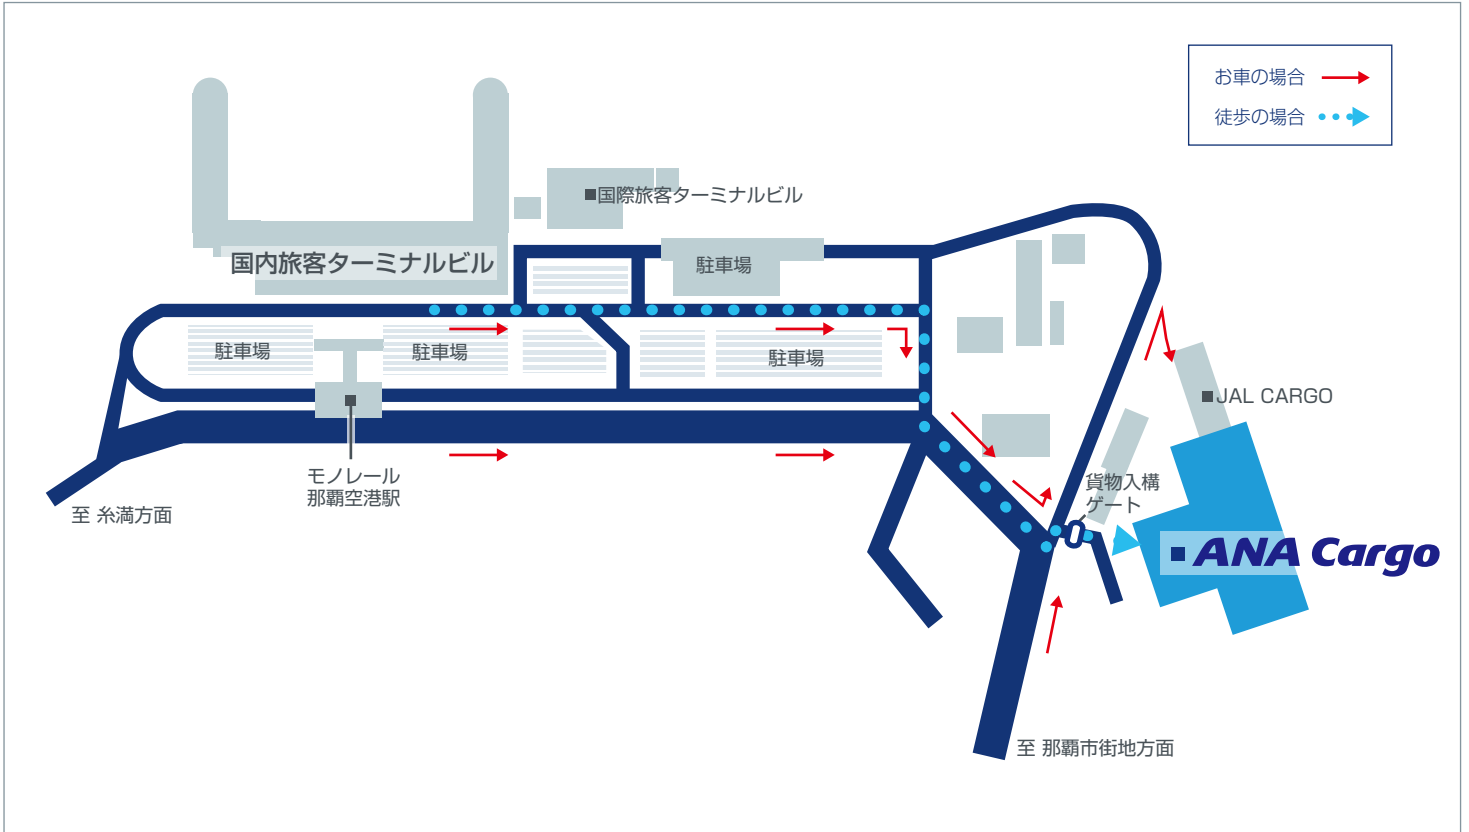 お車の場合
徒歩の場合
国際旅客ターミナルビル
国内旅客ターミナルビル
駐車場
駐車場
駐車場
駐車場
JAL CARGO
モノレール
那覇空港駅
貨物入構
ゲート
至 糸満方面
ANA Cargo
至 那覇市街地方面